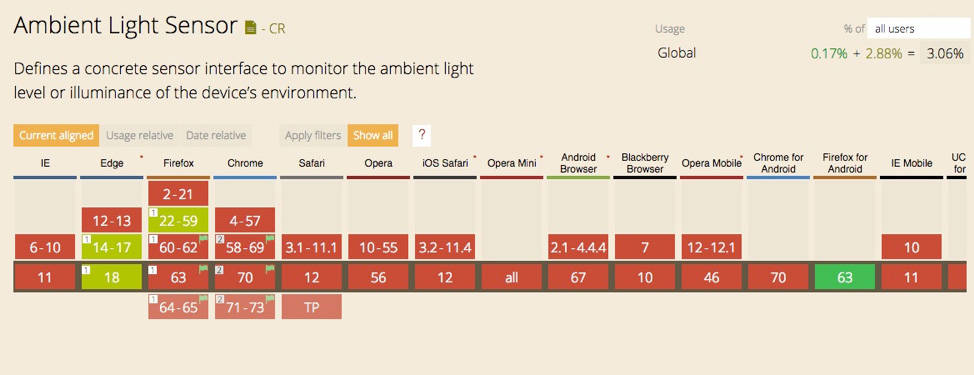 Ambient Light Sensor - CR
Usage % of all users
Global 0.17% + 2.88% = 3.06%
Defines a concrete sensor interface to monitor the ambient light
level or illuminance of the device's environment.
Current aligned Usage relative Date relative Apply filters Show all ?
IE Edge * Firefox Chrome Safari Opera iOS Safari * Opera Mini * Android Browser * Blackberry Browser Opera Mobile * Chrome for Android Firefox for Android IE Mobile UC for
2-21
12-13 1 22-59 4-57
6-10 1 14-17 1 60-62 2 58-69 3.1-11.1 10-55 3.2-11.4 2.1-4.4.4 7 12-12.1 10
11 1 18 1 63 2 70 12 56 12 all 67 10 46 70 63 11
1 64-65 2 71-73 TP